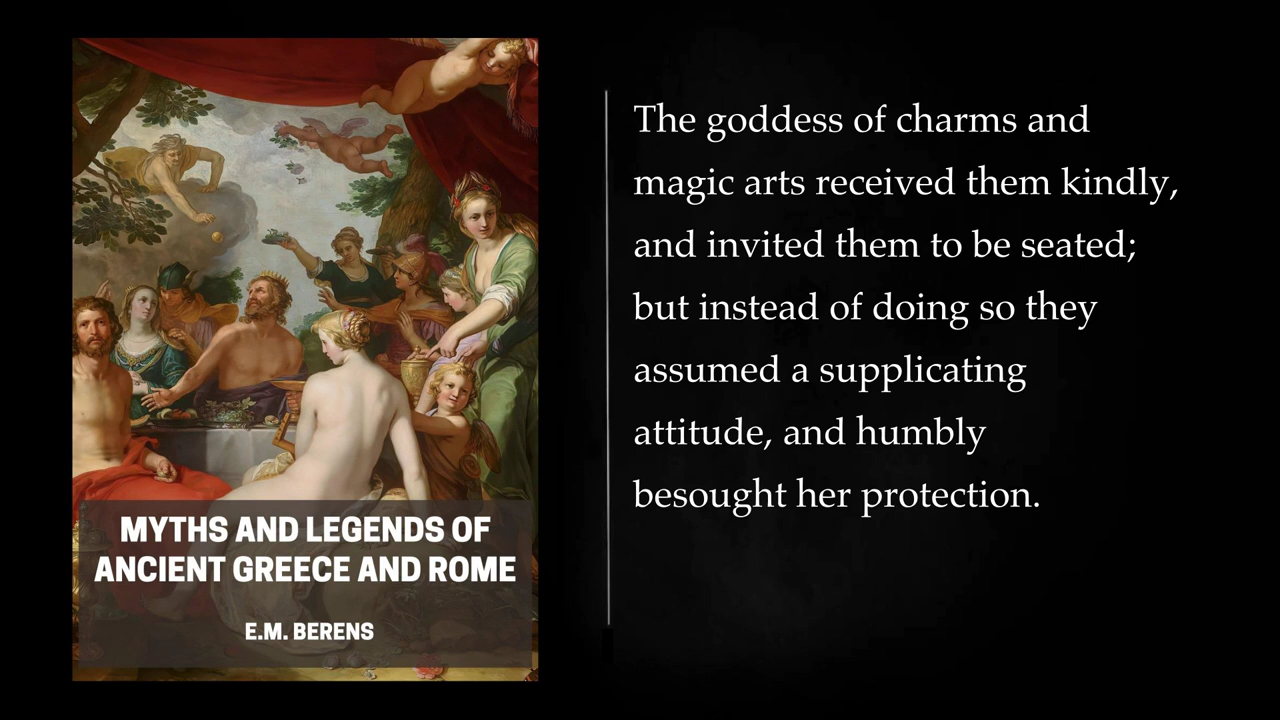 MYTHS AND LEGENDS OF
ANCIENT GREECE AND ROME
E.M. BERENS
The goddess of charms and
magic arts received them kindly,
and invited them to be seated;
but instead of doing so they
assumed a supplicating
attitude, and humbly
besought her protection.